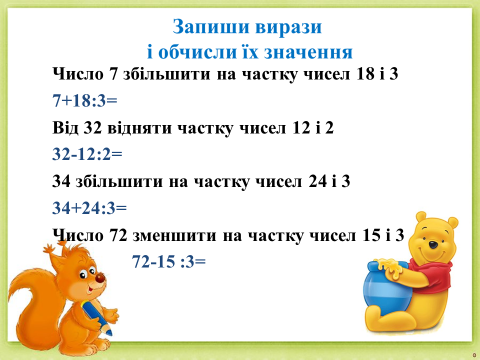 Запиши вирази
і обчисли їх значення
Число 7 збільшити на частку чисел 18 і 3
7+18:3=
Від 32 відняти частку чисел 12 і 2
32-12:2=
34 збільшити на частку чисел 24 і 3
34+24:3=
Число 72 зменшити на частку чисел 15 і 3
72-15 :3=